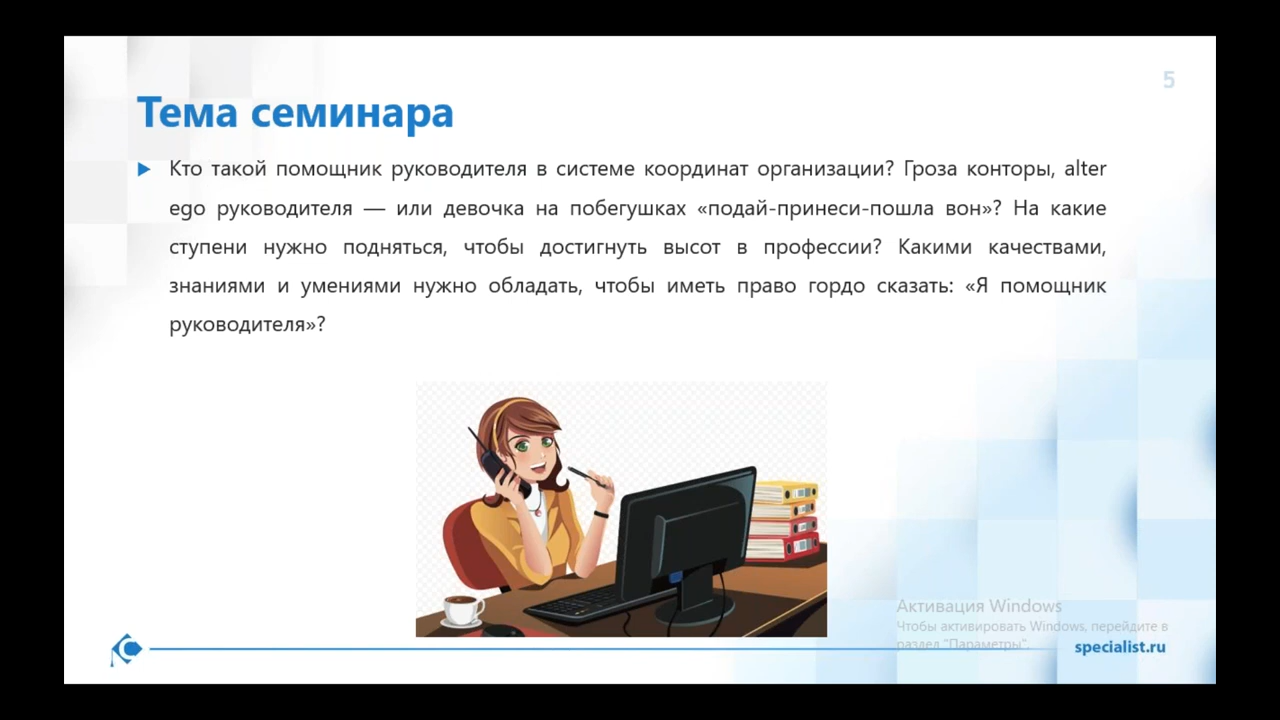 5
Тема семинара
Кто такой помощник руководителя в системе координат организации? Гроза конторы, alter
ego руководителя — или девочка на побегушках «подай-принеси-пошла вон»? На какие
ступени нужно подняться, чтобы достигнуть высот в профессии? Какими качествами,
знаниями и умениями нужно обладать, чтобы иметь право гордо сказать: «Я помощник
руководителя»?
Активация Windows
Чтобы активировать Windows, перейдите в
раздел "Параметры".
specialist.ru